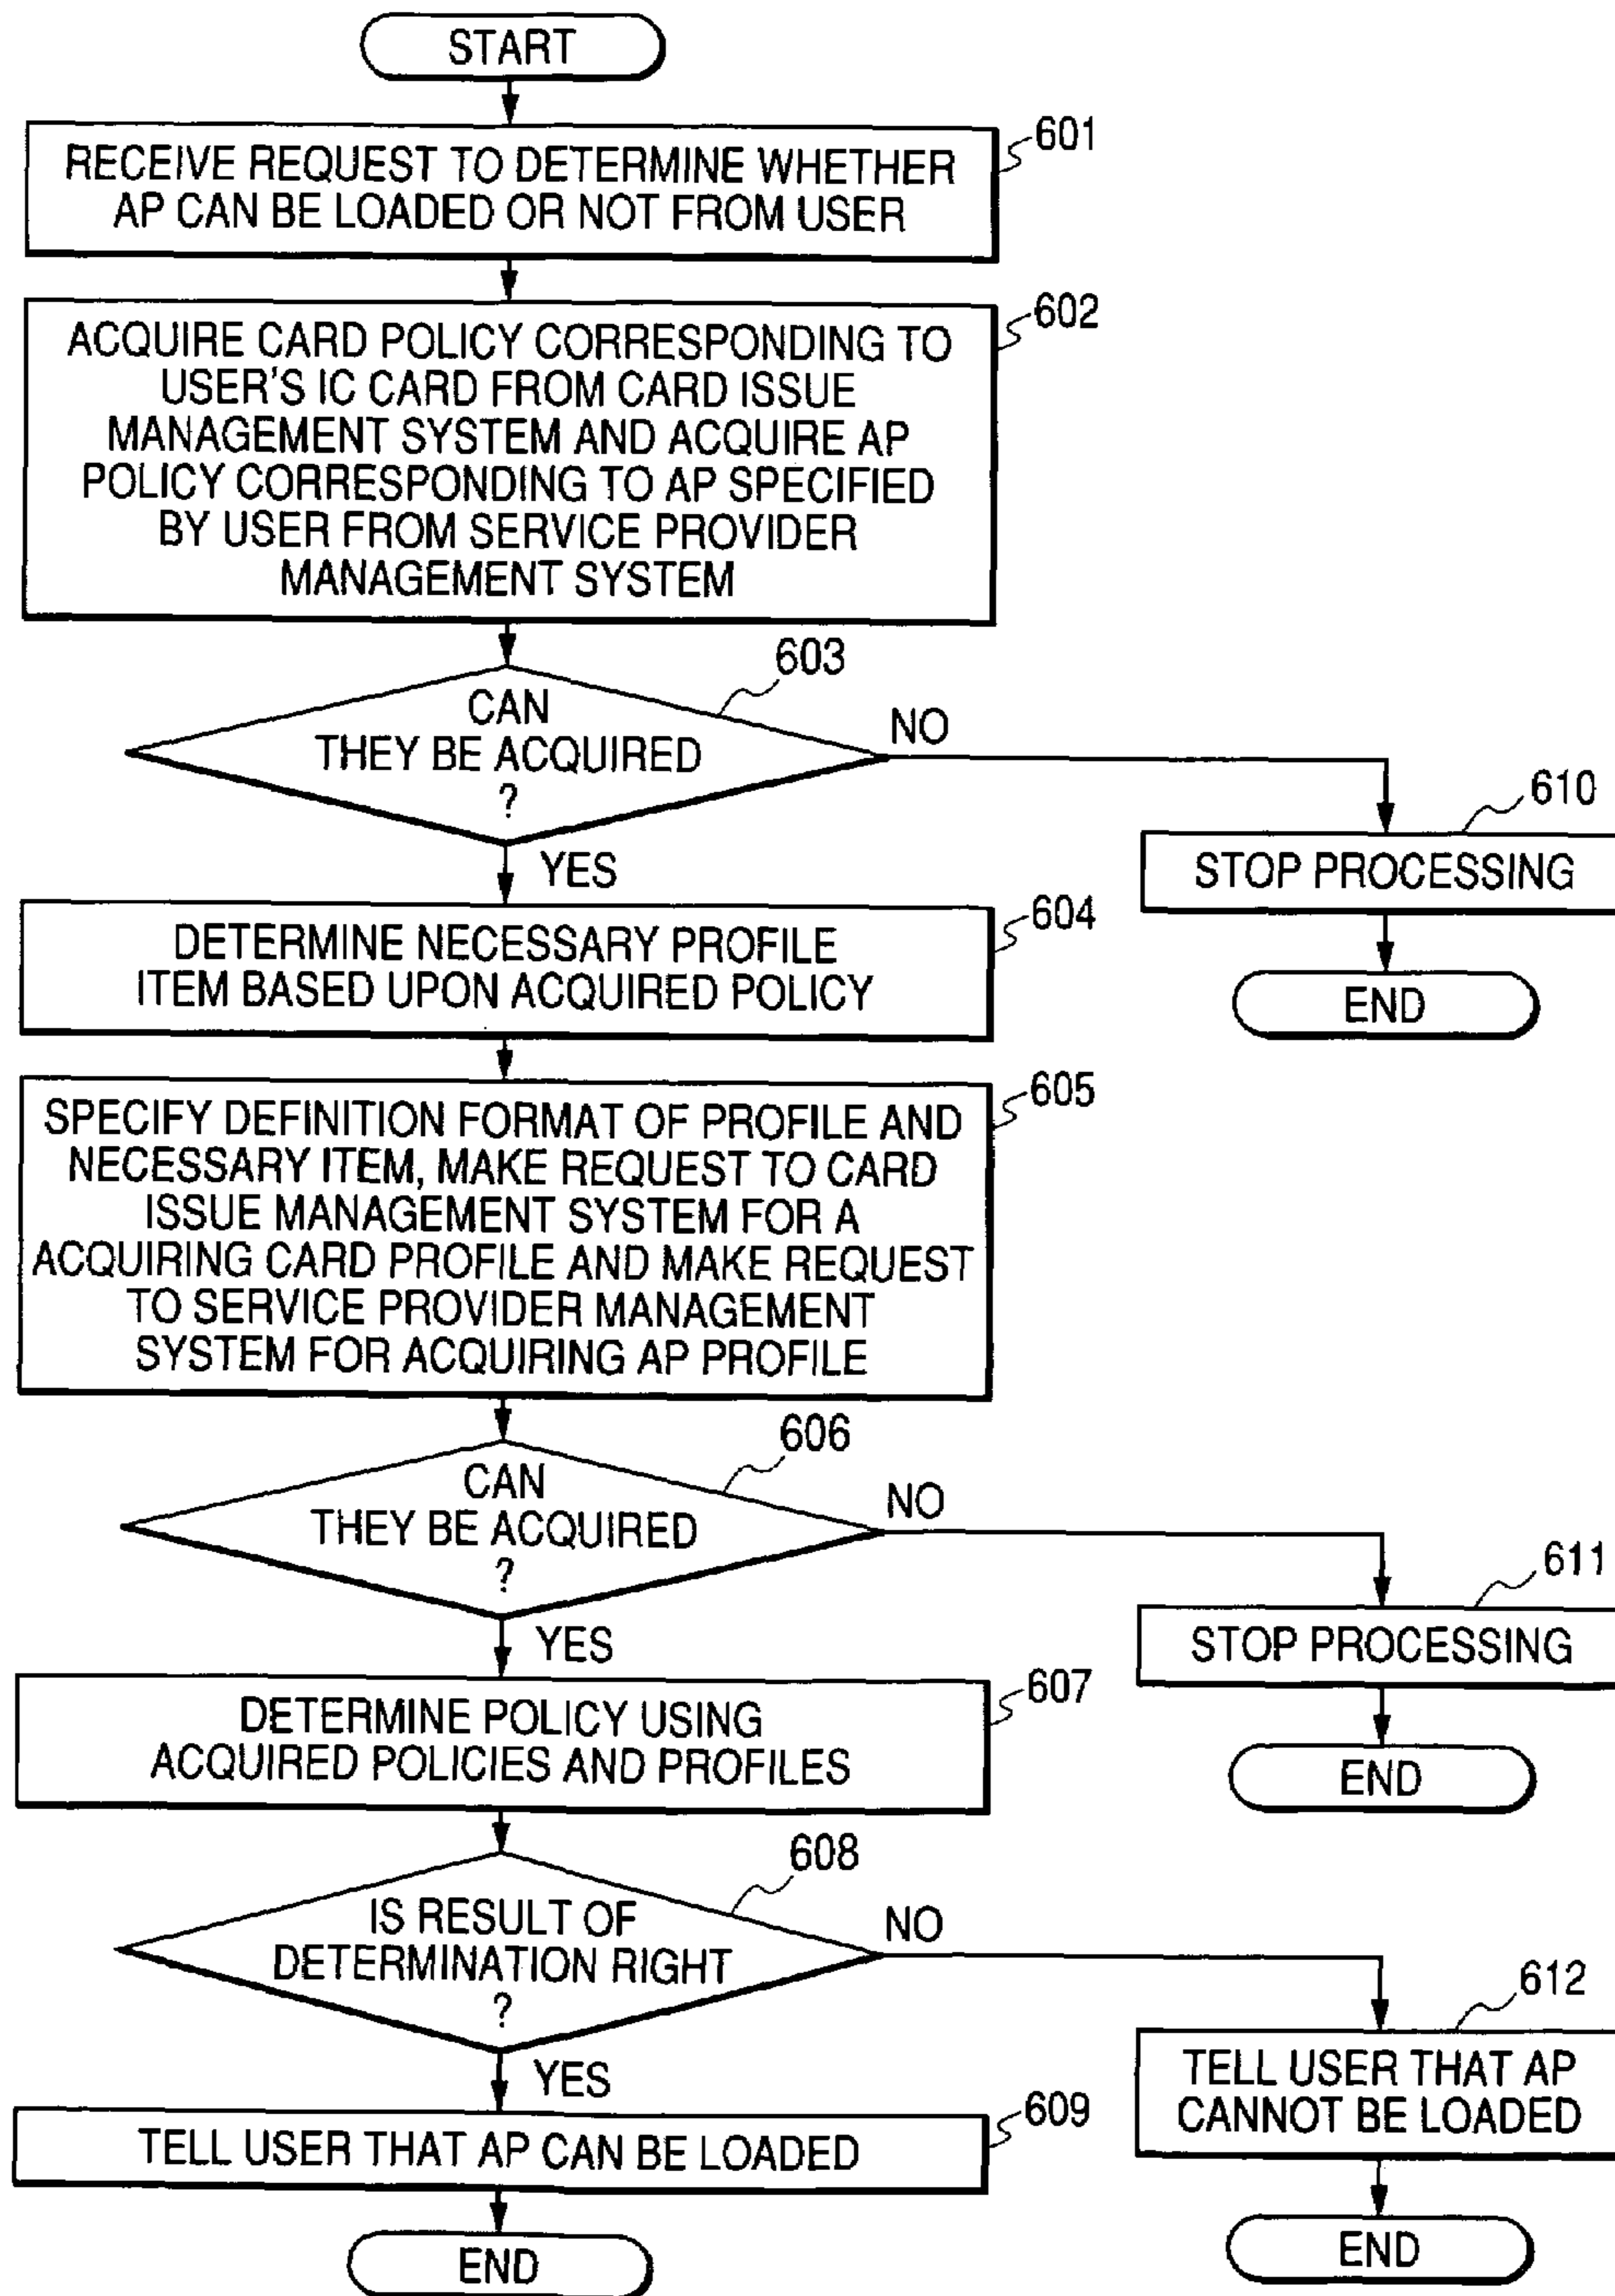 START
601
RECEIVE REQUEST TO DETERMINE WHETHER
AP CAN BE LOADED OR NOT FROM USER
602
ACQUIRE CARD POLICY CORRESPONDING TO
USER'S IC CARD FROM CARD ISSUE
MANAGEMENT SYSTEM AND ACQUIRE AP
POLICY CORRESPONDING TO AP SPECIFIED
BY USER FROM SERVICE PROVIDER
MANAGEMENT SYSTEM
603
CAN
THEY BE ACQUIRED
?
NO
610
STOP PROCESSING
END
YES
604
DETERMINE NECESSARY PROFILE
ITEM BASED UPON ACQUIRED POLICY
605
SPECIFY DEFINITION FORMAT OF PROFILE AND
NECESSARY ITEM, MAKE REQUEST TO CARD
ISSUE MANAGEMENT SYSTEM FOR A
ACQUIRING CARD PROFILE AND MAKE REQUEST
TO SERVICE PROVIDER MANAGEMENT
SYSTEM FOR ACQUIRING AP PROFILE
606
CAN
THEY BE ACQUIRED
?
NO
611
STOP PROCESSING
END
YES
607
DETERMINE POLICY USING
ACQUIRED POLICIES AND PROFILES
608
IS RESULT OF
DETERMINATION RIGHT
?
NO
612
TELL USER THAT AP
CANNOT BE LOADED
END
YES
609
TELL USER THAT AP CAN BE LOADED
END